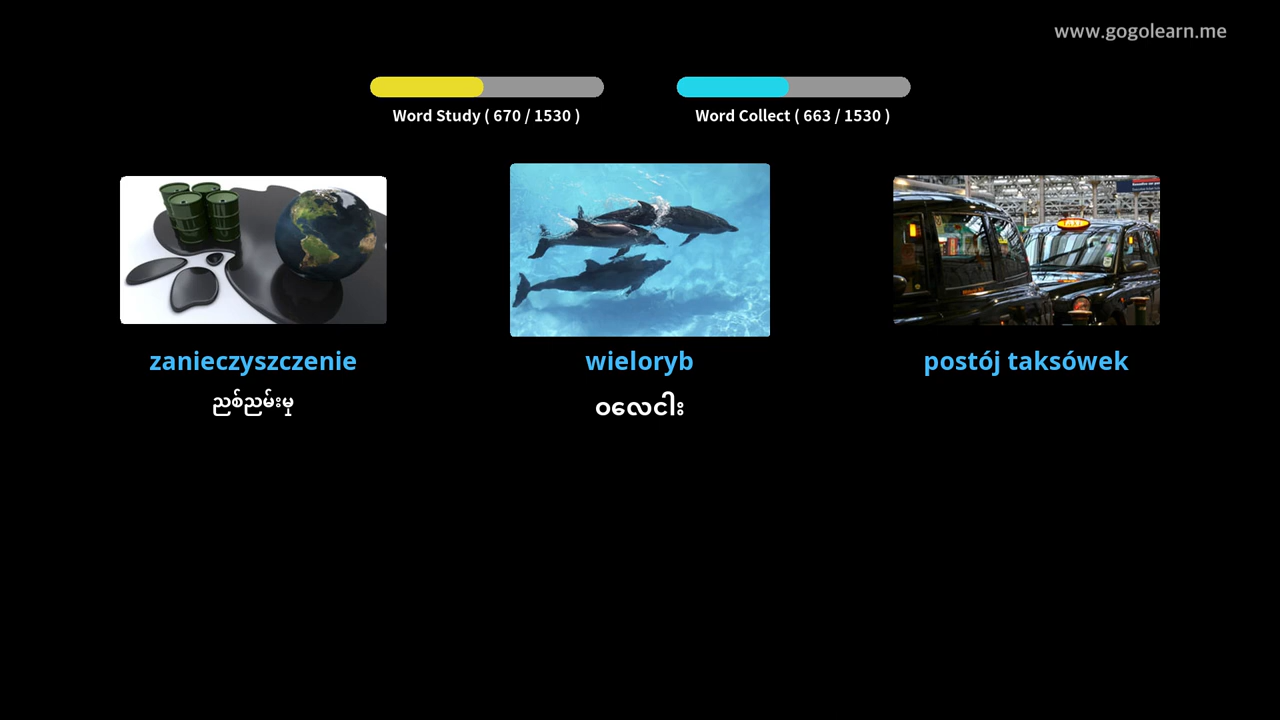 www.gogolearn.me
Word Study ( 670 / 1530 )
Word Collect ( 663 / 1530 )
zanieczyszczenie
wieloryb
postój taksówek
ညစ်ညမ်းမှု
ဝလေငါး